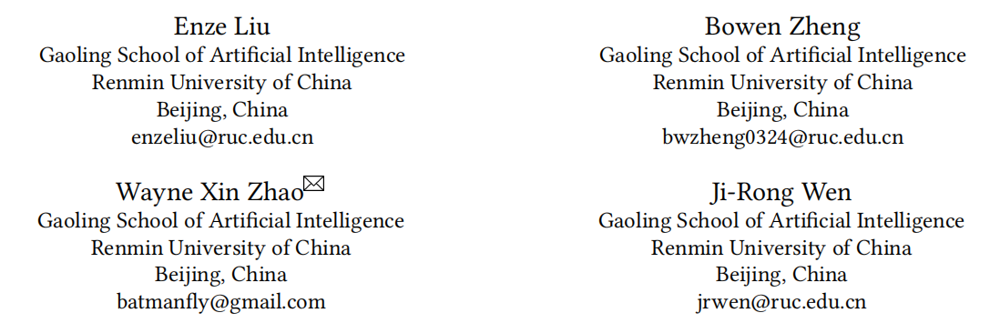 Enze Liu
Gaoling School of Artificial Intelligence
Renmin University of China
Beijing, China
enzeliu@ruc.edu.cn
Bowen Zheng
Gaoling School of Artificial Intelligence
Renmin University of China
Beijing, China
bwzheng0324@ruc.edu.cn
Wayne Xin Zhao
Gaoling School of Artificial Intelligence
Renmin University of China
Beijing, China
batmanfly@gmail.com
Ji-Rong Wen
Gaoling School of Artificial Intelligence
Renmin University of China
Beijing, China
jrwen@ruc.edu.cn